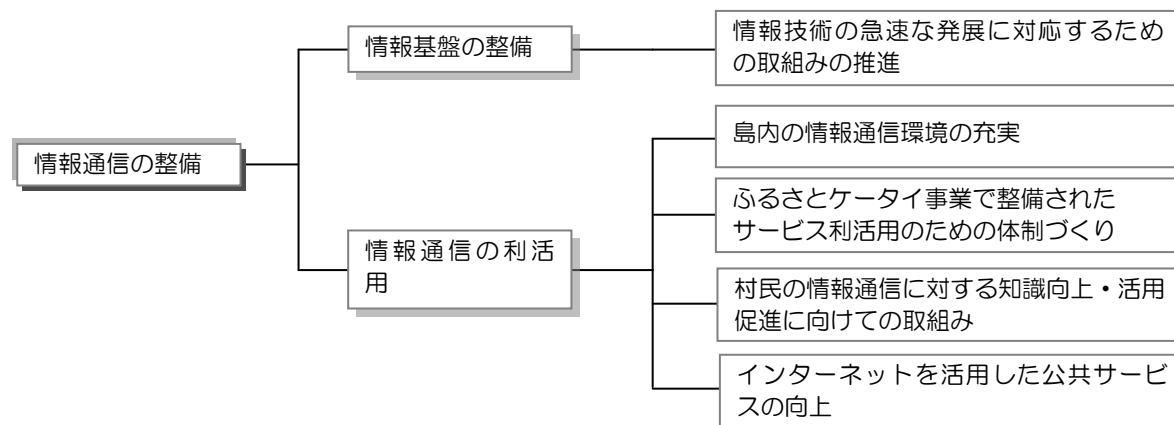 情報通信の整備
情報基盤の整備
情報技術の急速な発展に対応するため
の取組みの推進
情報通信の利活
用
島内の情報通信環境の充実
ふるさとケータイ事業で整備された
サービス利活用のための体制づくり
村民の情報通信に対する知識向上・活用
促進に向けての取組み
インターネットを活用した公共サービ
スの向上